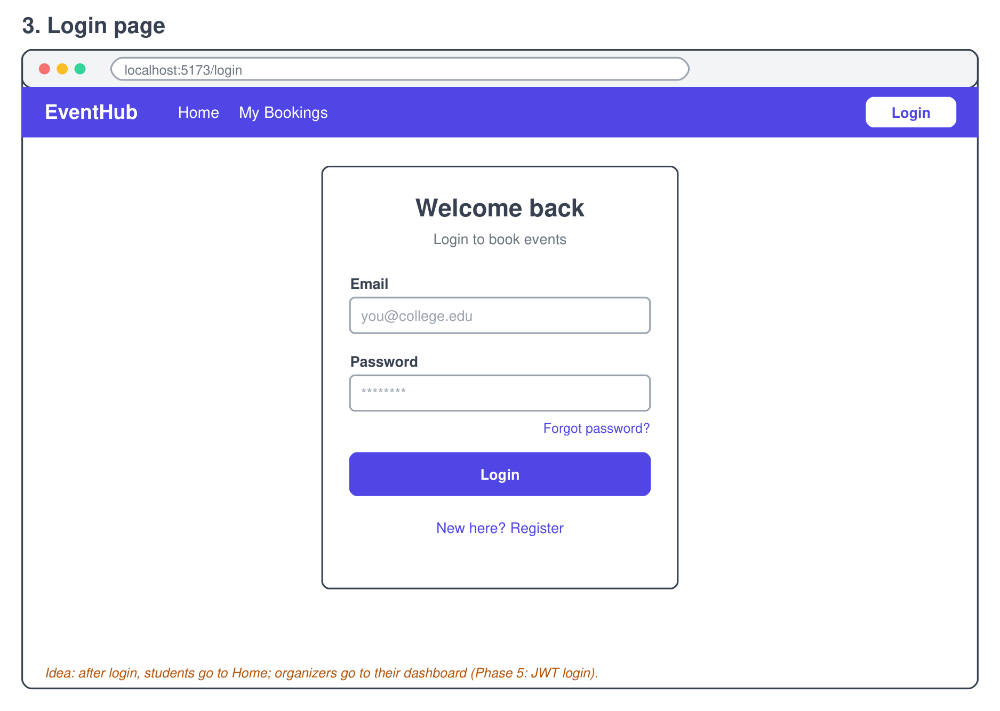 3. Login page
localhost:5173/login
EventHub Home My Bookings Login
Welcome back
Login to book events
Email
you@college.edu
Password
********
Forgot password?
Login
New here? Register
Idea: after login, students go to Home; organizers go to their dashboard (Phase 5: JWT login).